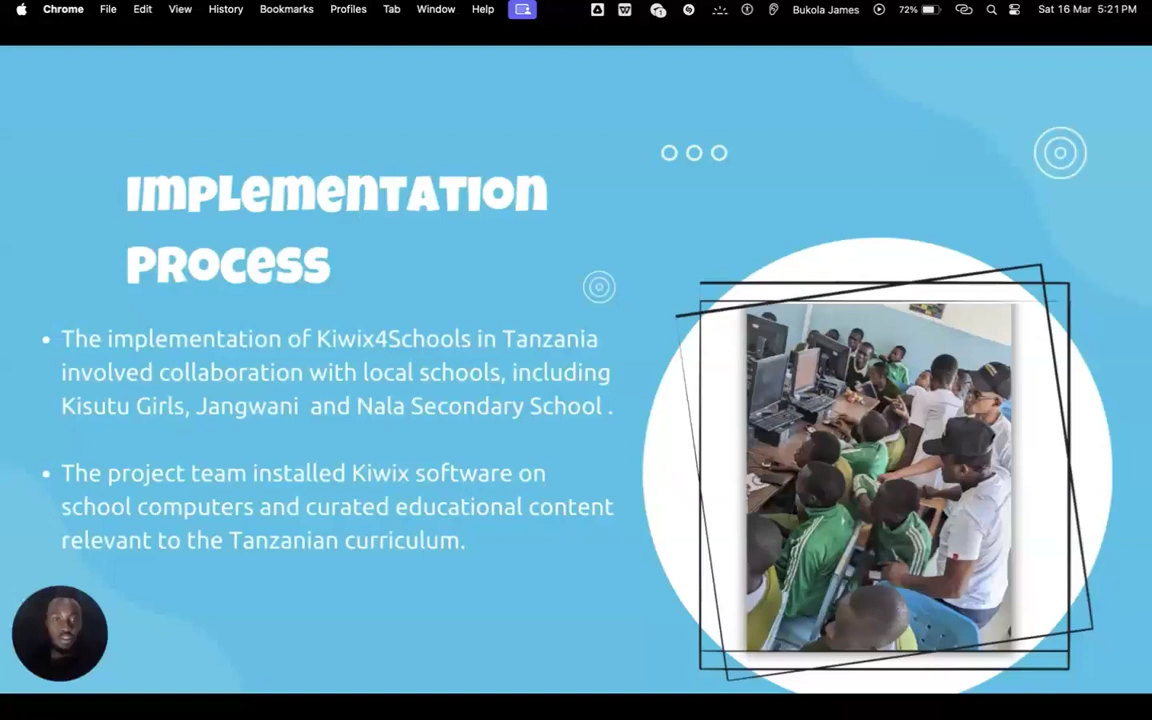 Chrome File Edit View History Bookmarks Profiles Tab Window Help Bukola James 72% Sat 16 Mar 5:21 PM
Implementation
Process
• The implementation of Kiwix4Schools in Tanzania
involved collaboration with local schools, including
Kisutu Girls, Jangwani and Nala Secondary School .
• The project team installed Kiwix software on
school computers and curated educational content
relevant to the Tanzanian curriculum.